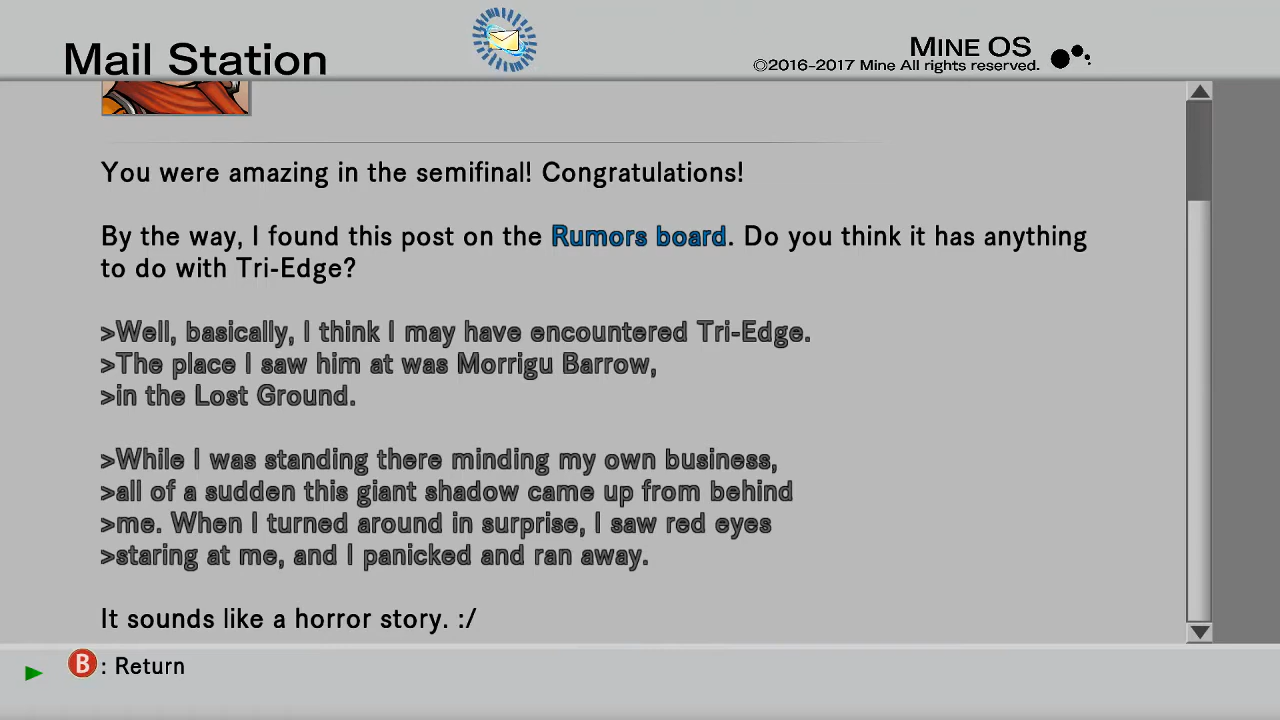 Mail Station
MINE OS
©2016-2017 Mine All rights reserved.
You were amazing in the semifinal! Congratulations!
By the way, I found this post on the Rumors board. Do you think it has anything
to do with Tri-Edge?
>Well, basically, I think I may have encountered Tri-Edge.
>The place I saw him at was Morrigu Barrow,
>in the Lost Ground.
>While I was standing there minding my own business,
>all of a sudden this giant shadow came up from behind
>me. When I turned around in surprise, I saw red eyes
>staring at me, and I panicked and ran away.
It sounds like a horror story. :/
B: Return